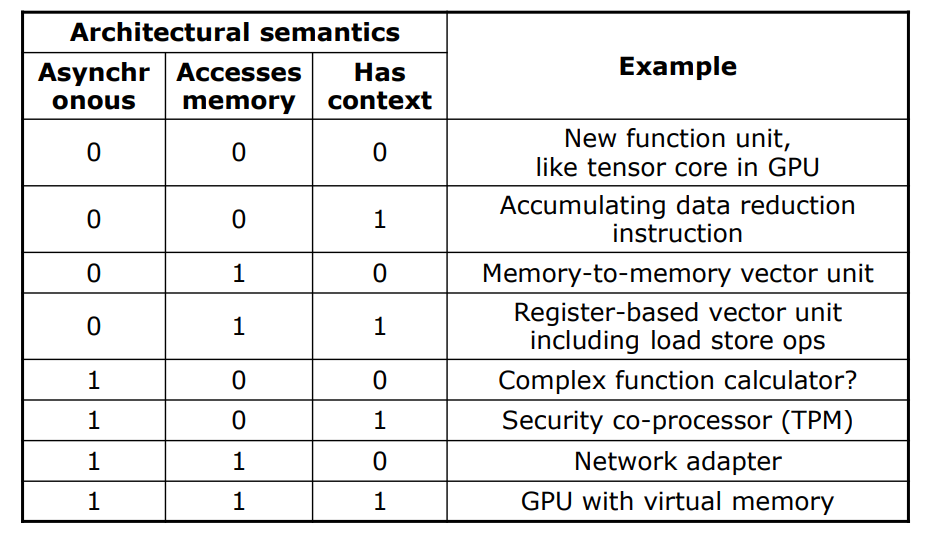 Architectural semantics
Example
Asynchr
onous
Accesses
memory
Has
context
0 0 0 New function unit,
like tensor core in GPU
0 0 1 Accumulating data reduction
instruction
0 1 0 Memory-to-memory vector unit
0 1 1 Register-based vector unit
including load store ops
1 0 0 Complex function calculator?
1 0 1 Security co-processor (TPM)
1 1 0 Network adapter
1 1 1 GPU with virtual memory